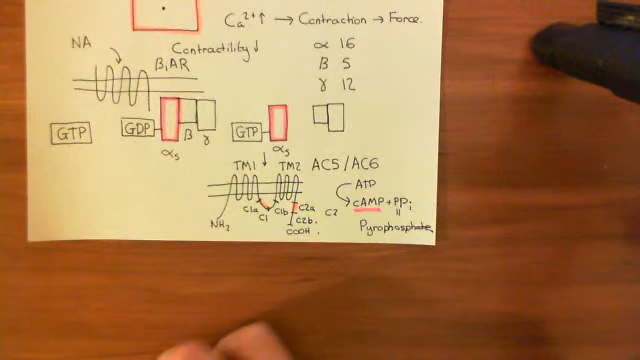 Ca²⁺↑ → Contraction → Force.
NA
Contractility ↓
α 16
β₁AR
β 5
γ 12
GTP
GDP
αs
β
γ
GTP
αs
TM1
TM2
AC5/AC6
ATP
cAMP + PPi
C1a
C1
C1b
C2a
C2
C2b.
NH₂
COOH.
Pyrophosphate